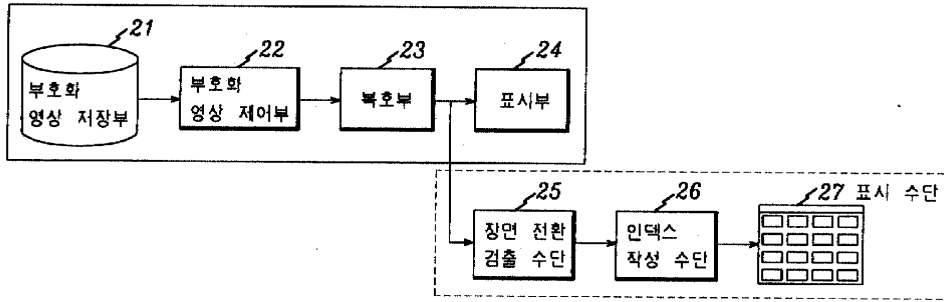 21
부호화
영상 저장부
22
부호화
영상 제어부
23
복호부
24
표시부
25
장면 전환
검출 수단
26
인덱스
작성 수단
27 표시 수단